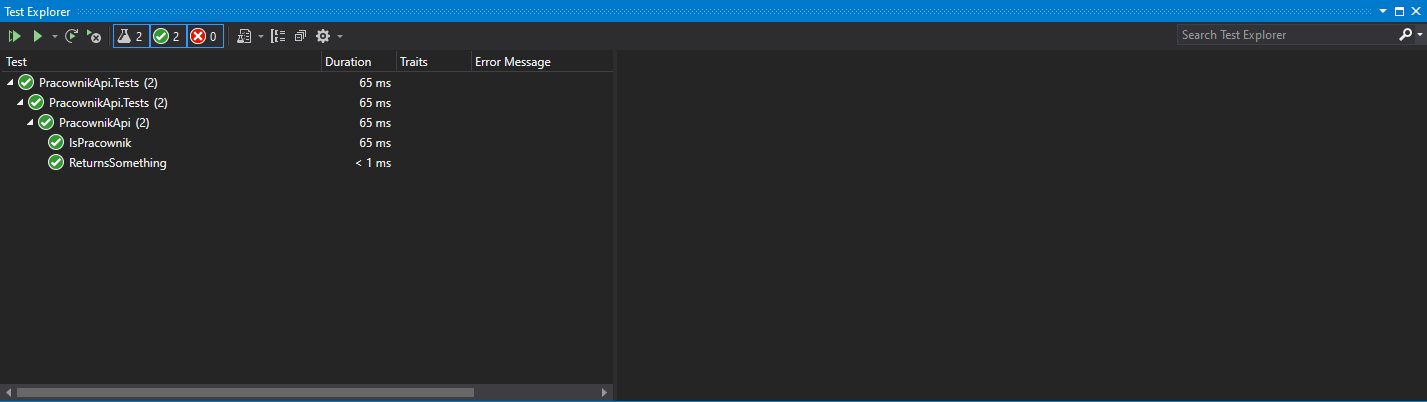 Test Explorer
2 2 0 Search Test Explorer
Test Duration Traits Error Message
PracownikApi.Tests (2) 65 ms
PracownikApi.Tests (2) 65 ms
PracownikApi (2) 65 ms
IsPracownik 65 ms
ReturnsSomething < 1 ms